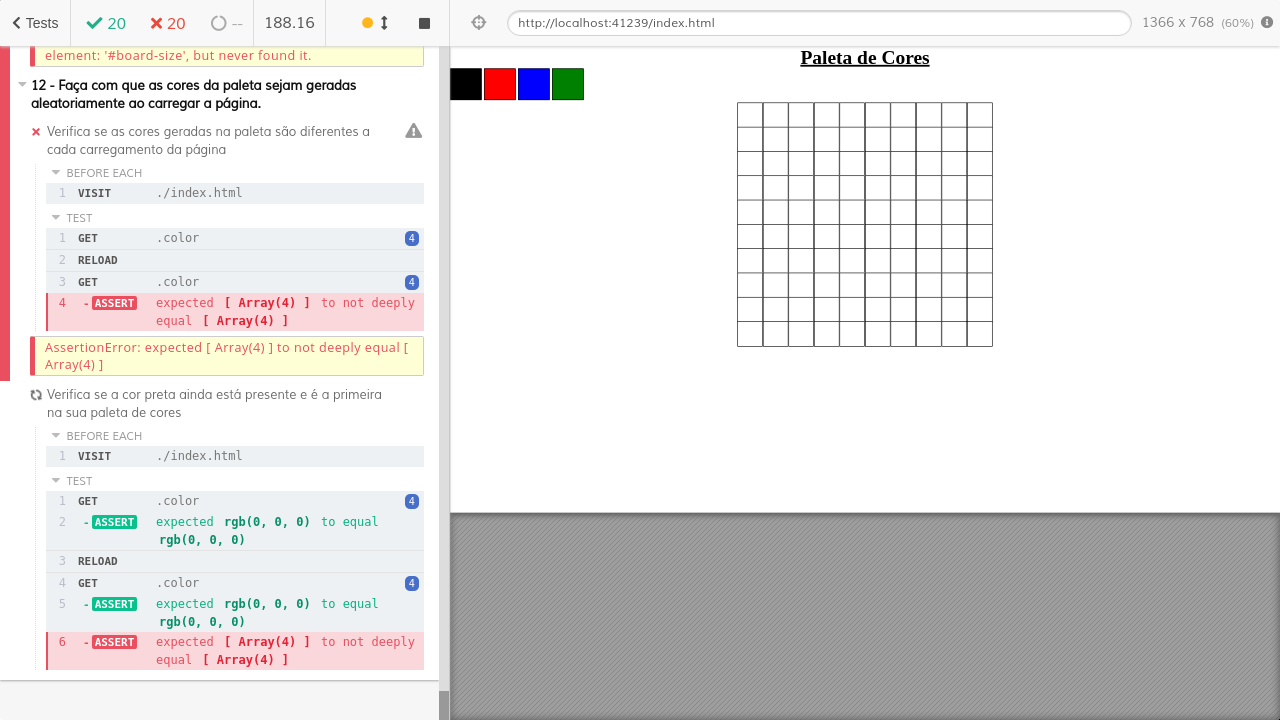 Tests 20 20 -- 188.16 http://localhost:41239/index.html 1366 x 768 (60%)
element: '#board-size', but never found it.
12 - Faça com que as cores da paleta sejam geradas
aleatoriamente ao carregar a página.
Verifica se as cores geradas na paleta são diferentes a
cada carregamento da página
BEFORE EACH
1 VISIT ./index.html
TEST
1 GET .color 4
2 RELOAD
3 GET .color 4
4 -ASSERT expected [ Array(4) ] to not deeply
equal [ Array(4) ]
AssertionError: expected [ Array(4) ] to not deeply equal [
Array(4) ]
Verifica se a cor preta ainda está presente e é a primeira
na sua paleta de cores
BEFORE EACH
1 VISIT ./index.html
TEST
1 GET .color 4
2 -ASSERT expected rgb(0, 0, 0) to equal
rgb(0, 0, 0)
3 RELOAD
4 GET .color 4
5 -ASSERT expected rgb(0, 0, 0) to equal
rgb(0, 0, 0)
6 -ASSERT expected [ Array(4) ] to not deeply
equal [ Array(4) ]
Paleta de Cores